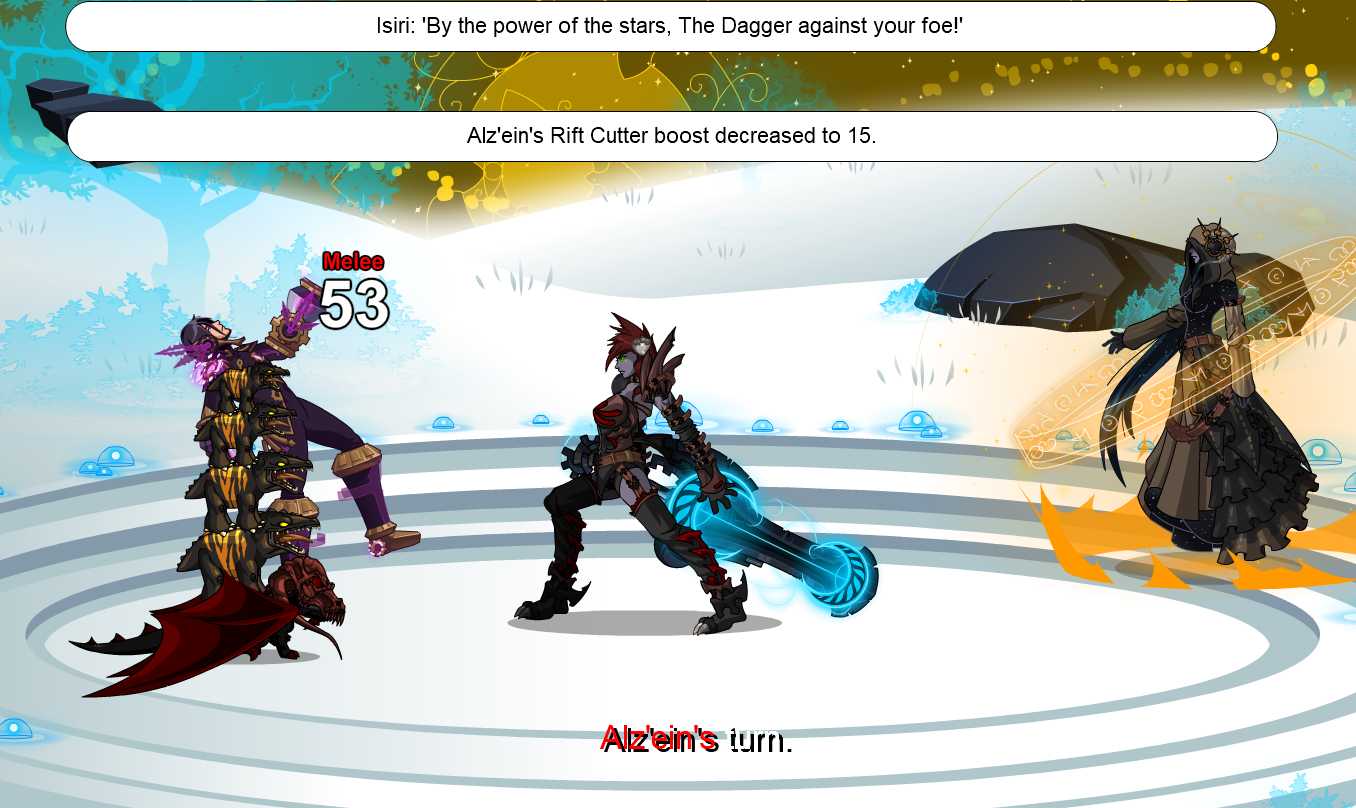 Isiri: 'By the power of the stars, The Dagger against your foe!'
Alz'ein's Rift Cutter boost decreased to 15.
Melee
53
Alz'ein's turn.